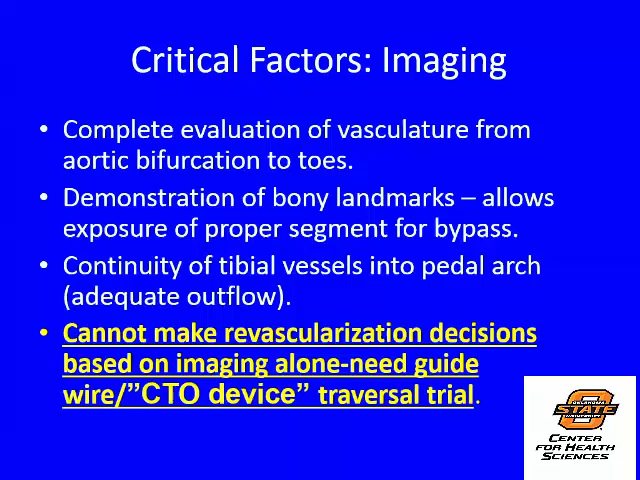 Critical Factors: Imaging
• Complete evaluation of vasculature from
aortic bifurcation to toes.
• Demonstration of bony landmarks – allows
exposure of proper segment for bypass.
• Continuity of tibial vessels into pedal arch
(adequate outflow).
• Cannot make revascularization decisions
based on imaging alone-need guide
wire/”CTO device” traversal trial.
OKLAHOMA
STATE
UNIVERSITY
CENTER
FOR HEALTH
SCIENCES